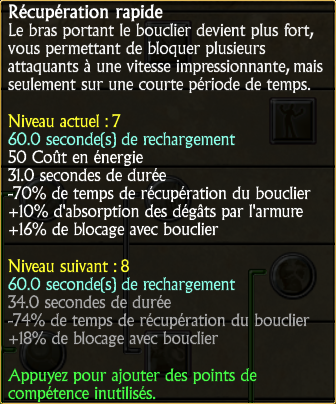 Récupération rapide
Le bras portant le bouclier devient plus fort,
vous permettant de bloquer plusieurs
attaquants à une vitesse impressionnante, mais
seulement sur une courte période de temps.
Niveau actuel : 7
60.0 seconde(s) de rechargement
50 Coût en énergie
31.0 secondes de durée
-70% de temps de récupération du bouclier
+10% d'absorption des dégâts par l'armure
+16% de blocage avec bouclier
Niveau suivant : 8
60.0 seconde(s) de rechargement
34.0 secondes de durée
-74% de temps de récupération du bouclier
+18% de blocage avec bouclier
Appuyez pour ajouter des points de
compétence inutilisés.